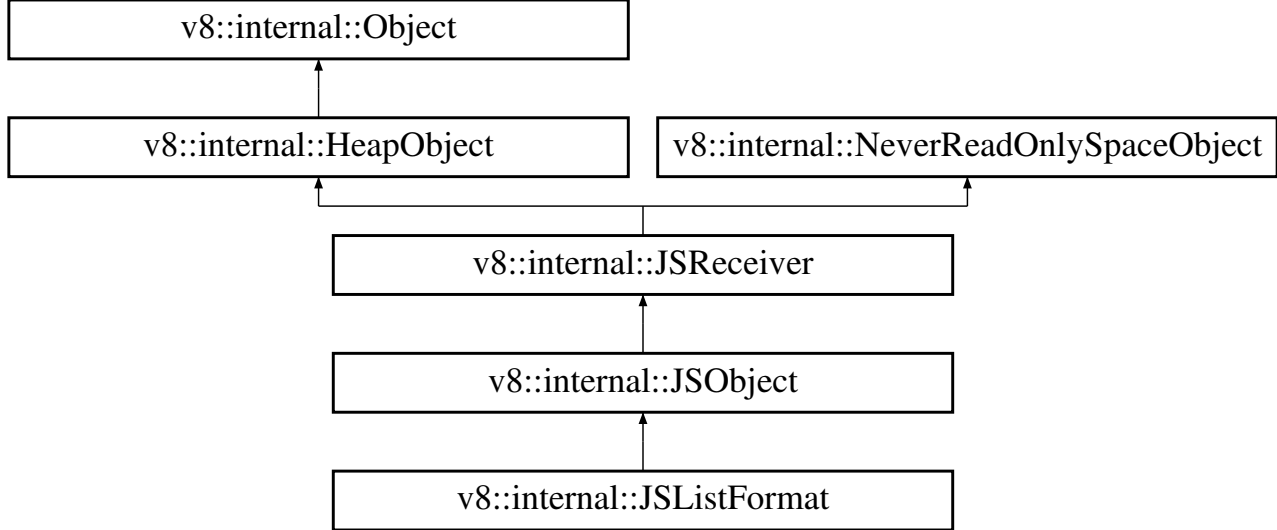 v8::internal::Object
v8::internal::HeapObject
v8::internal::NeverReadOnlySpaceObject
v8::internal::JSReceiver
v8::internal::JSObject
v8::internal::JSListFormat